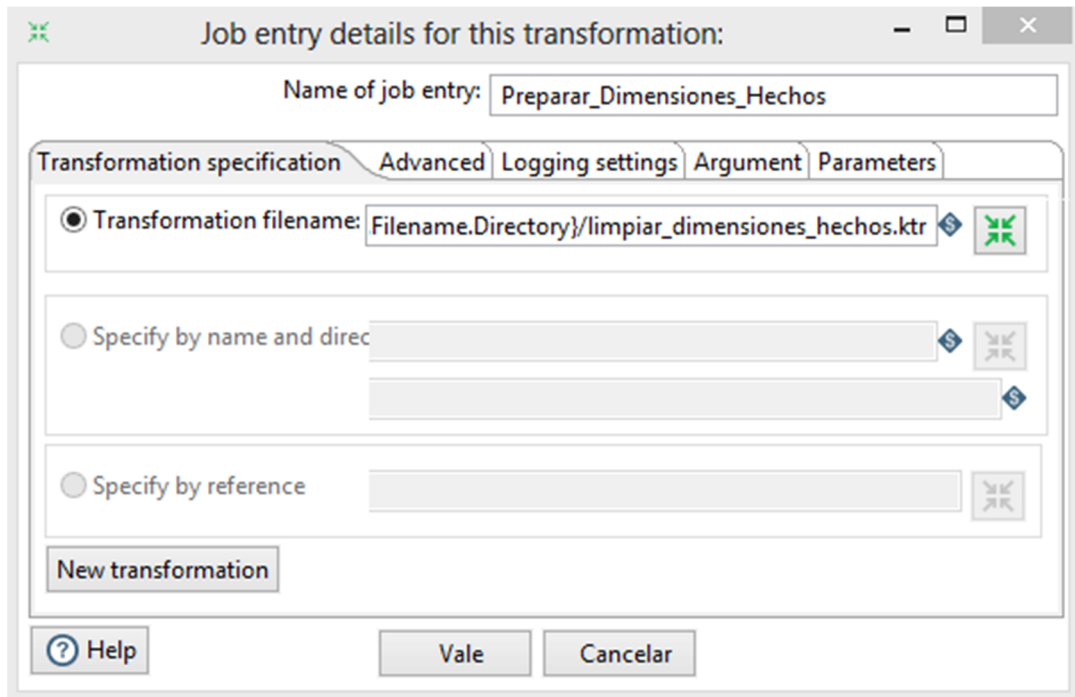 Job entry details for this transformation:
Name of job entry: Preparar_Dimensiones_Hechos
Transformation specification Advanced Logging settings Argument Parameters
Transformation filename: .Filename.Directory}/limpiar_dimensiones_hechos.ktr
Specify by name and direc
Specify by reference
New transformation
Help Vale Cancelar